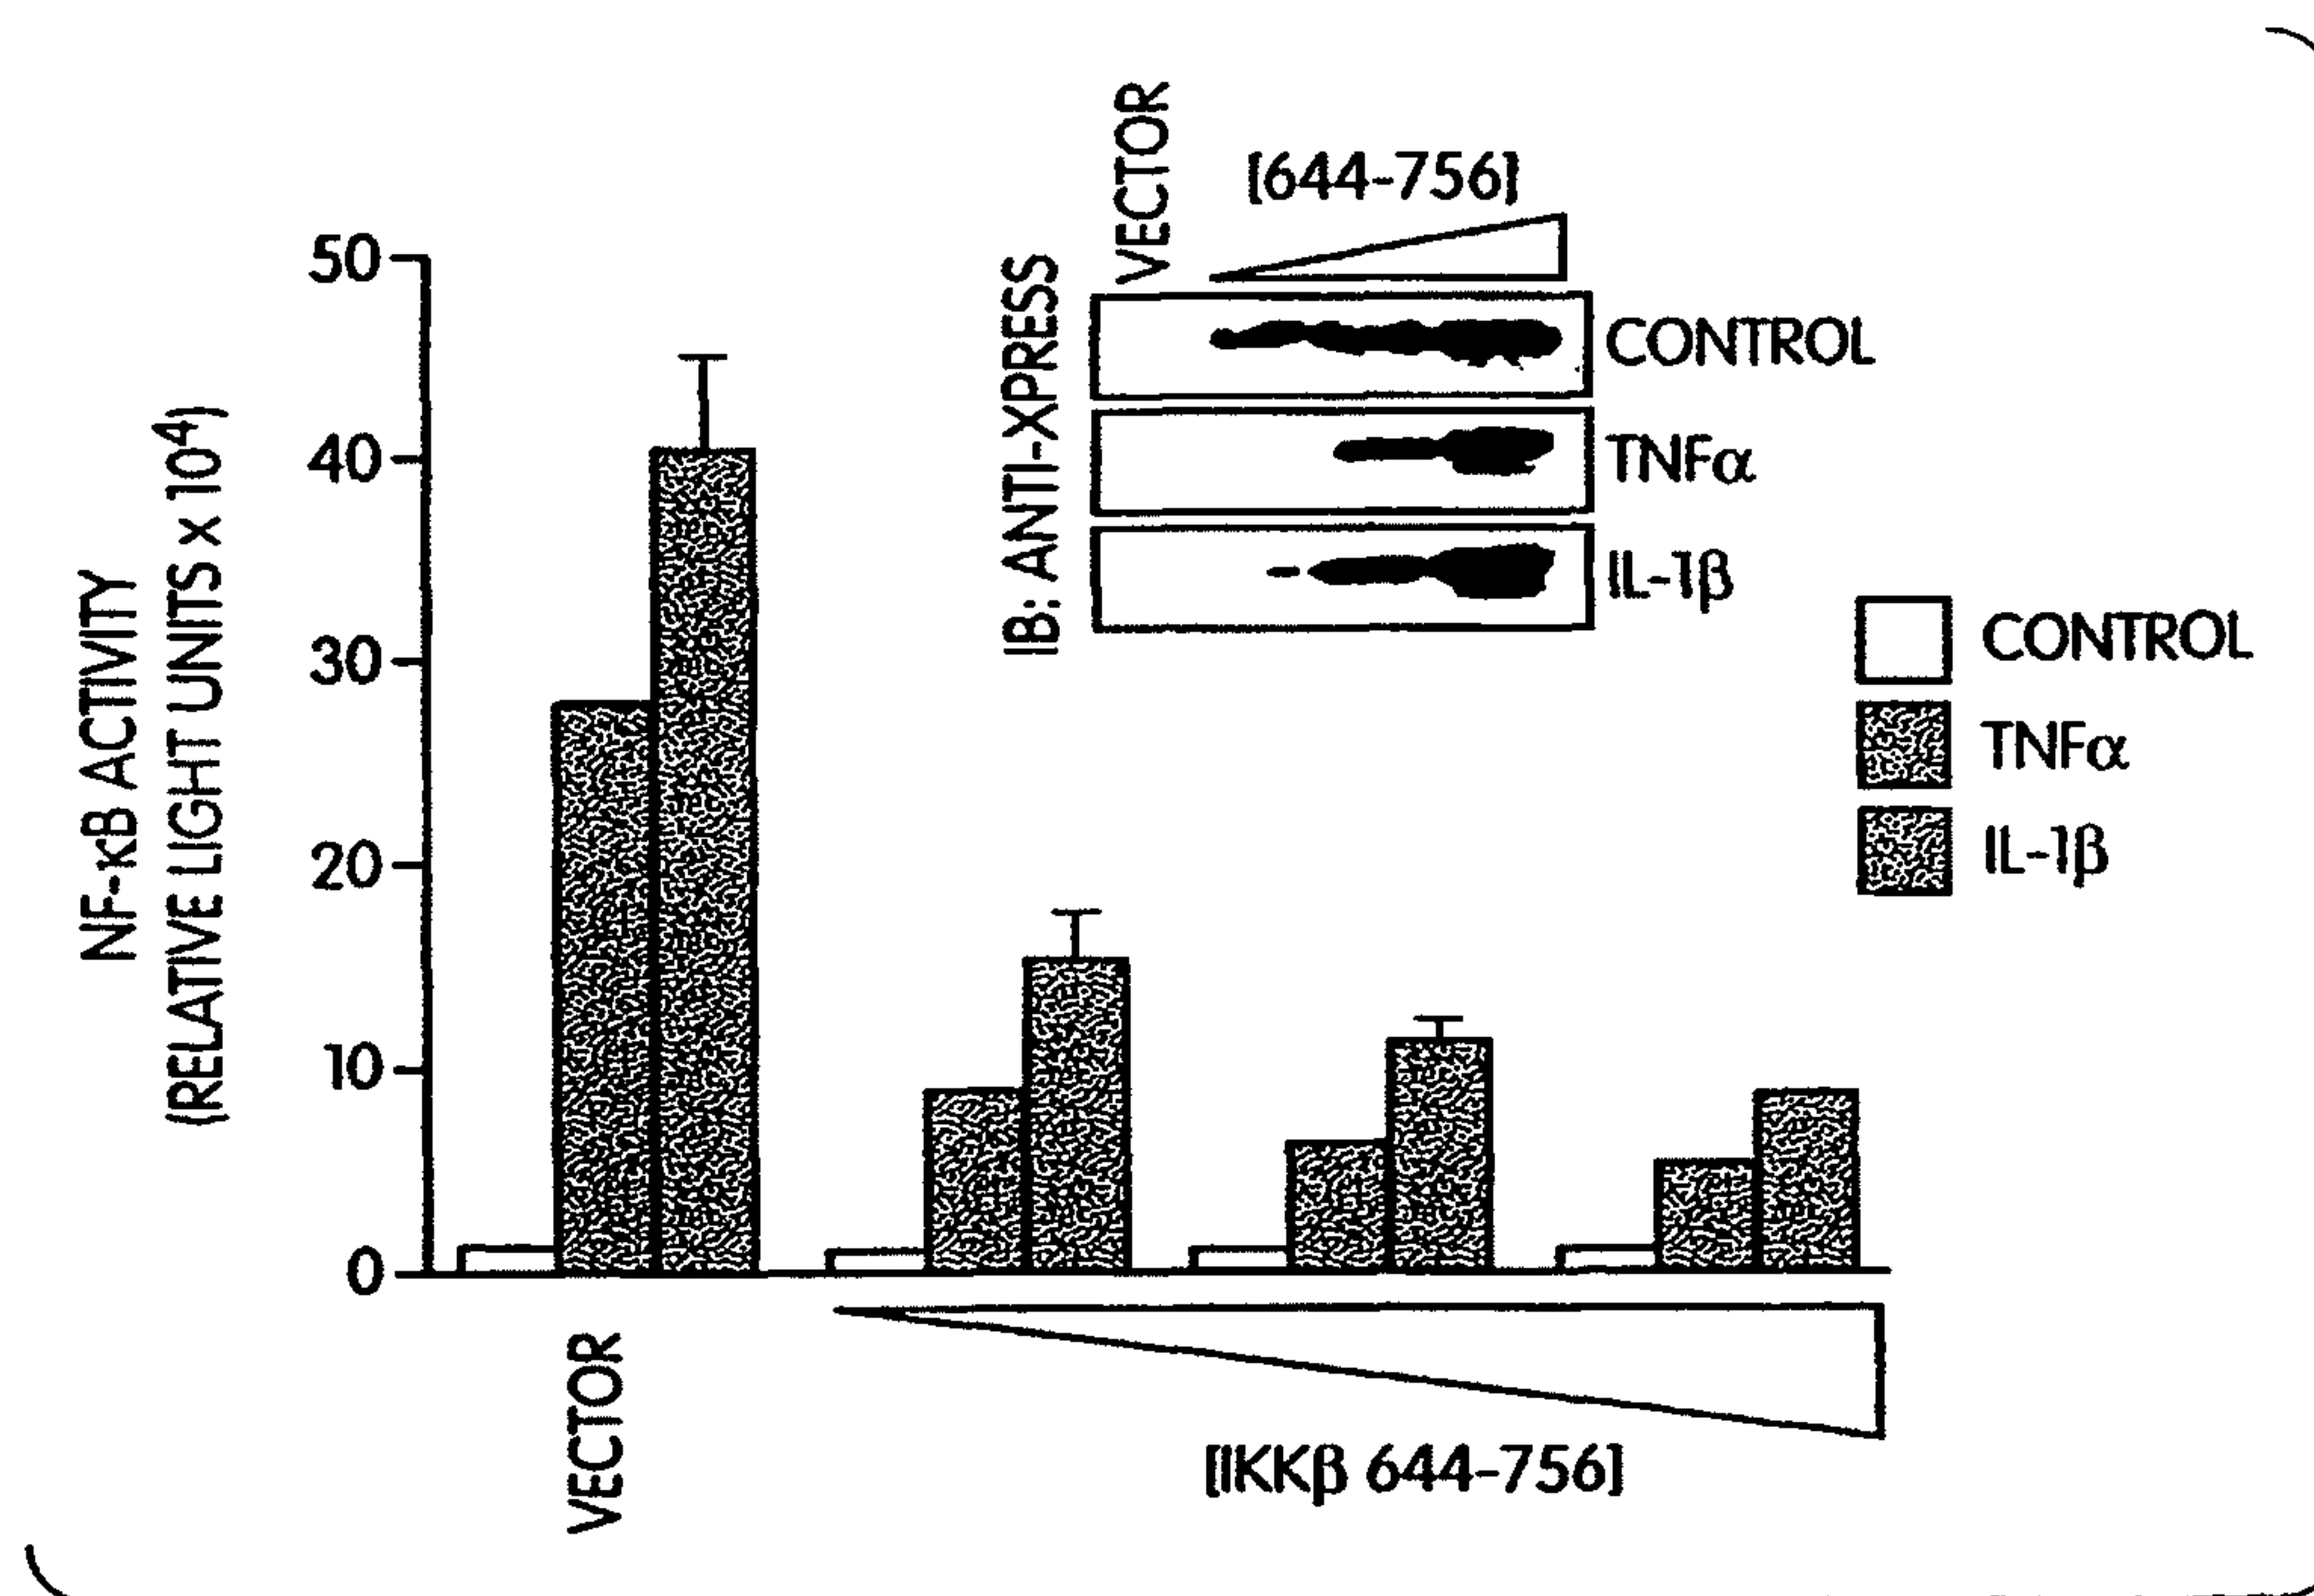 VECTOR
[644-756]
IB: ANTI-XPRESS
CONTROL
TNFα
IL-1β
NF-κB ACTIVITY
(RELATIVE LIGHT UNITS x 10⁴)
50
40
30
20
10
0
CONTROL
TNFα
IL-1β
VECTOR
[IKKβ 644-756]